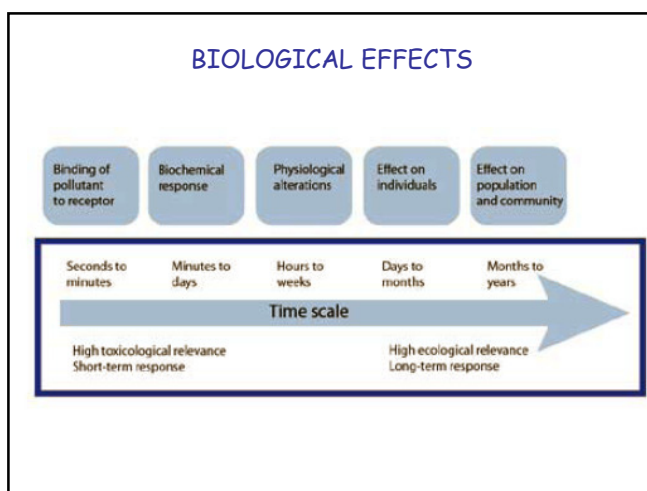 BIOLOGICAL EFFECTS
Binding of
pollutant
to receptor
Biochemical
response
Physiological
alterations
Effect on
individuals
Effect on
population
and community
Seconds to
minutes
Minutes to
days
Hours to
weeks
Days to
months
Months to
years
Time scale
High toxicological relevance
Short-term response
High ecological relevance
Long-term response